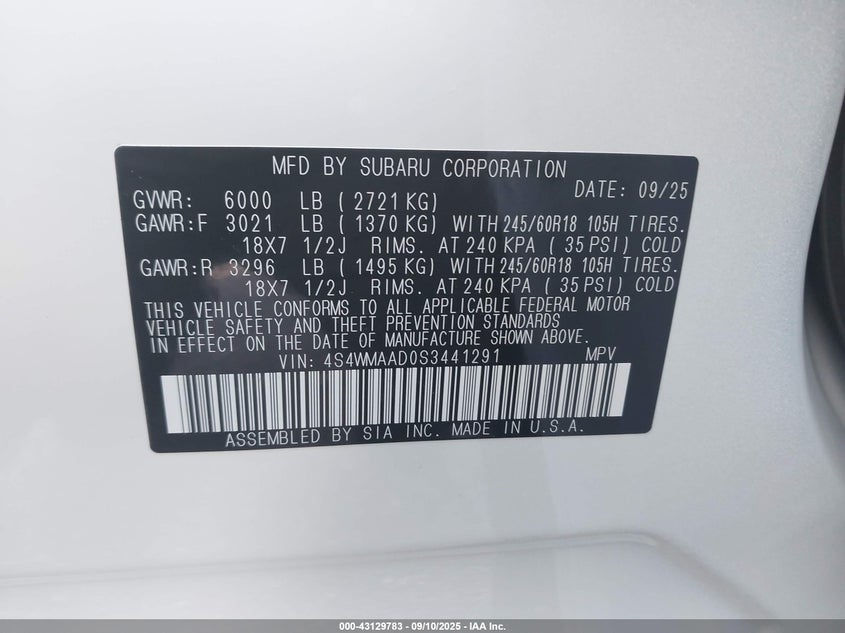 MFD BY SUBARU CORPORATION
DATE: 09/25
GVWR: 6000 LB ( 2721 KG)
GAWR:F 3021 LB ( 1370 KG) WITH 245/60R18 105H TIRES.
18X7 1/2J RIMS. AT 240 KPA ( 35 PSI) COLD
GAWR:R 3296 LB ( 1495 KG) WITH 245/60R18 105H TIRES.
18X7 1/2J RIMS. AT 240 KPA ( 35 PSI) COLD
THIS VEHICLE CONFORMS TO ALL APPLICABLE FEDERAL MOTOR
VEHICLE SAFETY AND THEFT PREVENTION STANDARDS
IN EFFECT ON THE DATE OF MANUFACTURE SHOWN ABOVE.
VIN: 4S4WMAAD0S3441291 MPV
ASSEMBLED BY SIA INC. MADE IN U.S.A.
000-43129783 - 09/10/2025 - IAA Inc.